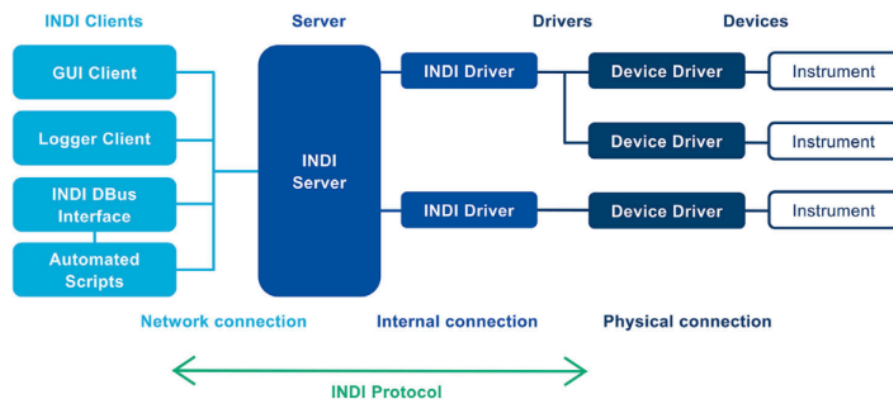 INDI Clients
Server
Drivers
Devices
GUI Client
INDI Driver
Device Driver
Instrument
Logger Client
Device Driver
Instrument
INDI
Server
INDI DBus
Interface
INDI Driver
Device Driver
Instrument
Automated
Scripts
Network connection
Internal connection
Physical connection
INDI Protocol